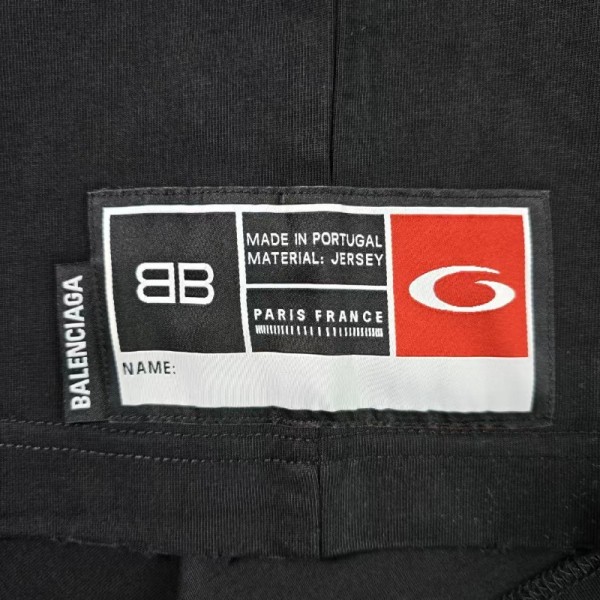 BALENCIAGA
BB
MADE IN PORTUGAL
MATERIAL: JERSEY
PARIS FRANCE
NAME: